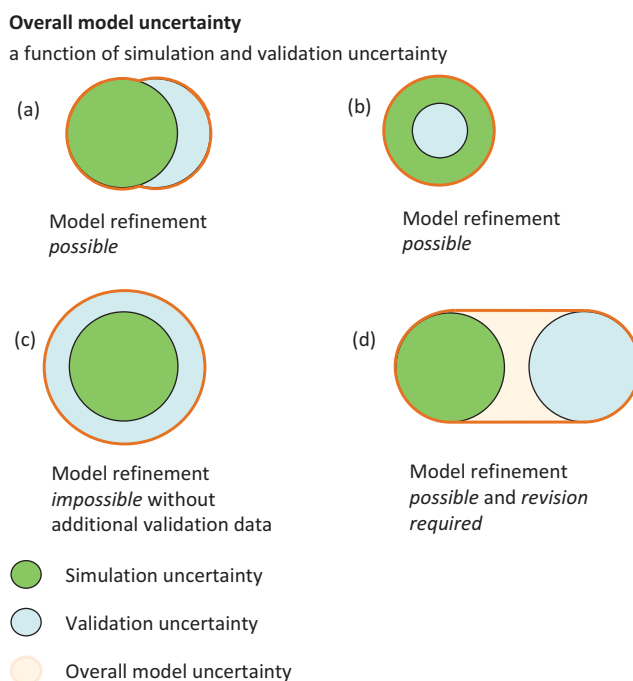 Overall model uncertainty
a function of simulation and validation uncertainty
(a)
Model refinement
possible
(b)
Model refinement
possible
(c)
Model refinement
impossible without
additional validation data
(d)
Model refinement
possible and revision
required
Simulation uncertainty
Validation uncertainty
Overall model uncertainty